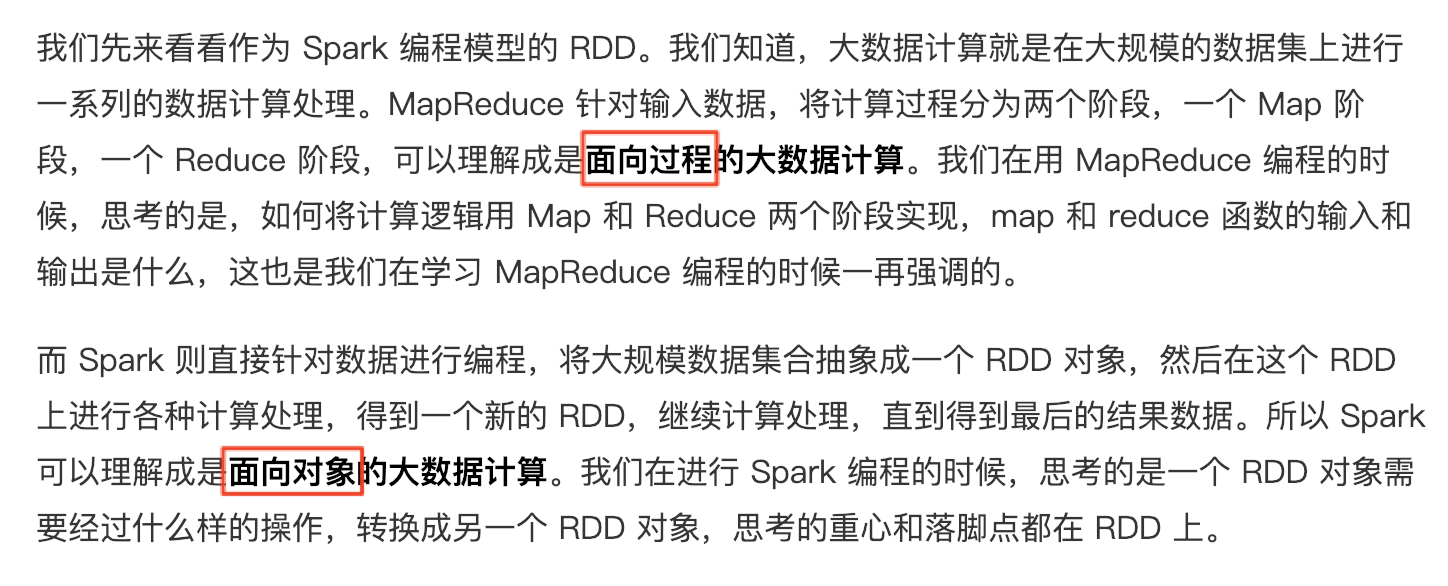 我们先来看看作为 Spark 编程模型的 RDD。我们知道，大数据计算就是在大规模的数据集上进行
一系列的数据计算处理。MapReduce 针对输入数据，将计算过程分为两个阶段，一个 Map 阶
段，一个 Reduce 阶段，可以理解成是面向过程的大数据计算。我们在用 MapReduce 编程的时
候，思考的是，如何将计算逻辑用 Map 和 Reduce 两个阶段实现，map 和 reduce 函数的输入和
输出是什么，这也是我们在学习 MapReduce 编程的时候一再强调的。
而 Spark 则直接针对数据进行编程，将大规模数据集合抽象成一个 RDD 对象，然后在这个 RDD
上进行各种计算处理，得到一个新的 RDD，继续计算处理，直到得到最后的结果数据。所以 Spark
可以理解成是面向对象的大数据计算。我们在进行 Spark 编程的时候，思考的是一个 RDD 对象需
要经过什么样的操作，转换成另一个 RDD 对象，思考的重心和落脚点都在 RDD 上。